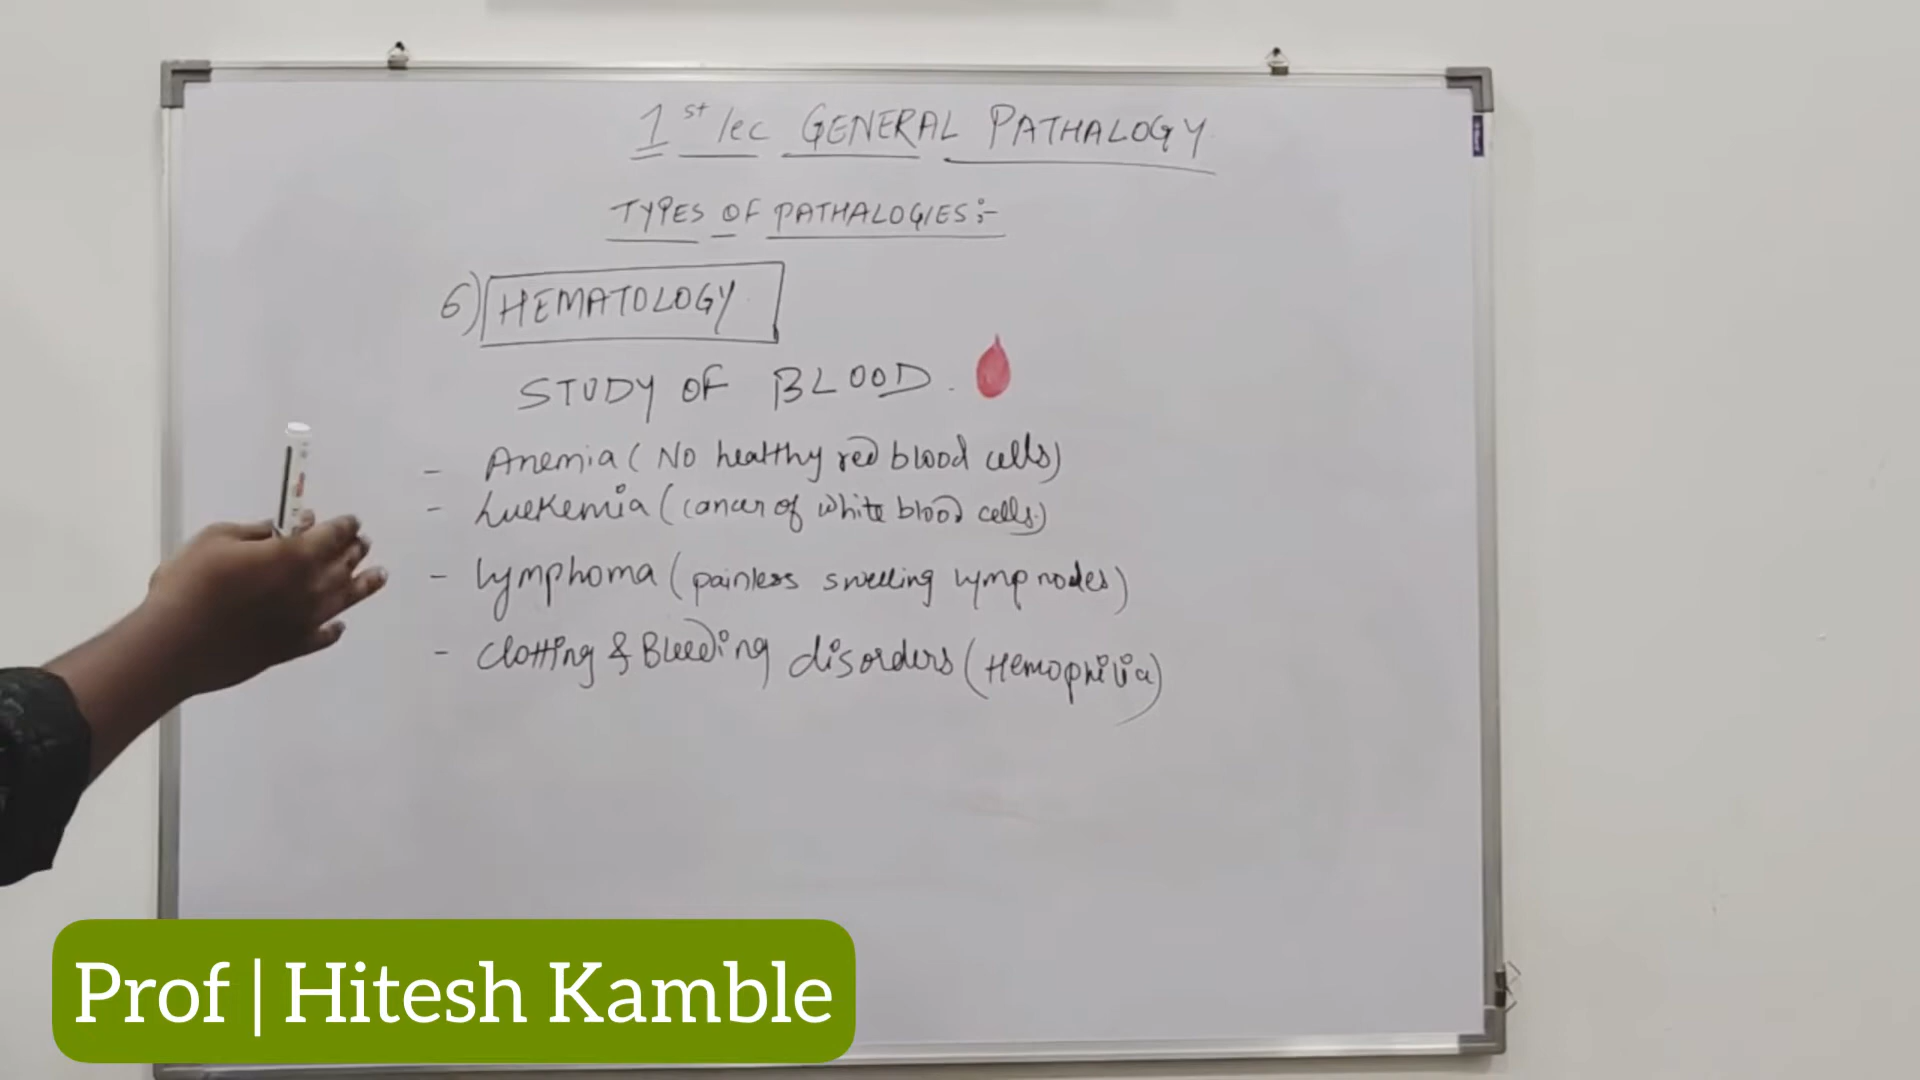 1st lec GENERAL PATHALOGY
TYPES OF PATHALOGIES:-
6) HEMATOLOGY
STUDY OF BLOOD.
- Anemia (No healthy red blood cells)
- Luekemia (cancer of white blood cells)
- Lymphoma (painless swelling lymp nodes)
- Clotting & Bleeding disorders (Hemophilia)
Prof | Hitesh Kamble